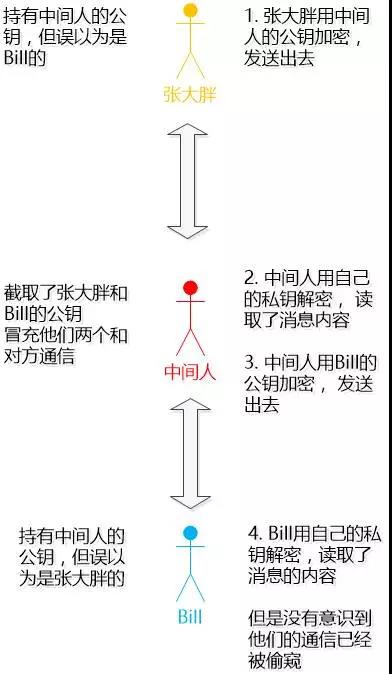 持有中间人的公
钥，但误以为是
Bill的
1. 张大胖用中间
人的公钥加密，
发送出去
张大胖
截取了张大胖和
Bill的公钥
冒充他们两个和
对方通信
2. 中间人用自己
的私钥解密， 读
取了消息内容
中间人
3. 中间人用Bill的
公钥加密， 发送
出去
持有中间人的
公钥，但误以
为是张大胖的
4. Bill用自己的私
钥解密，读取了
消息的内容
Bill
但是没有意识到
他们的通信已经
被偷窥